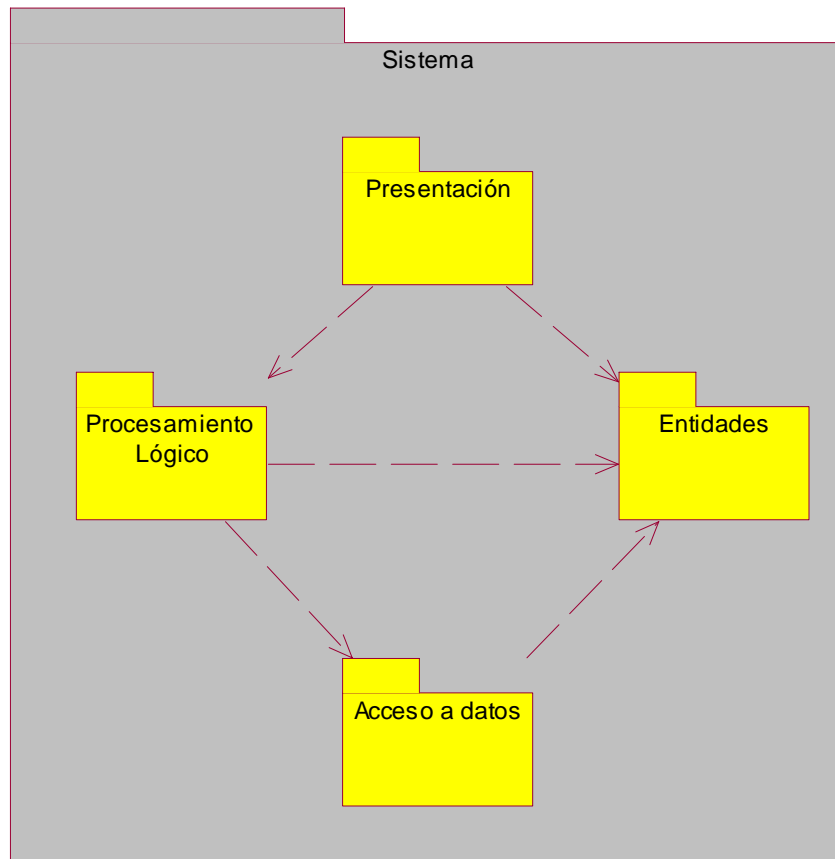 Sistema
Presentación
Procesamiento
Lógico
Entidades
Acceso a datos